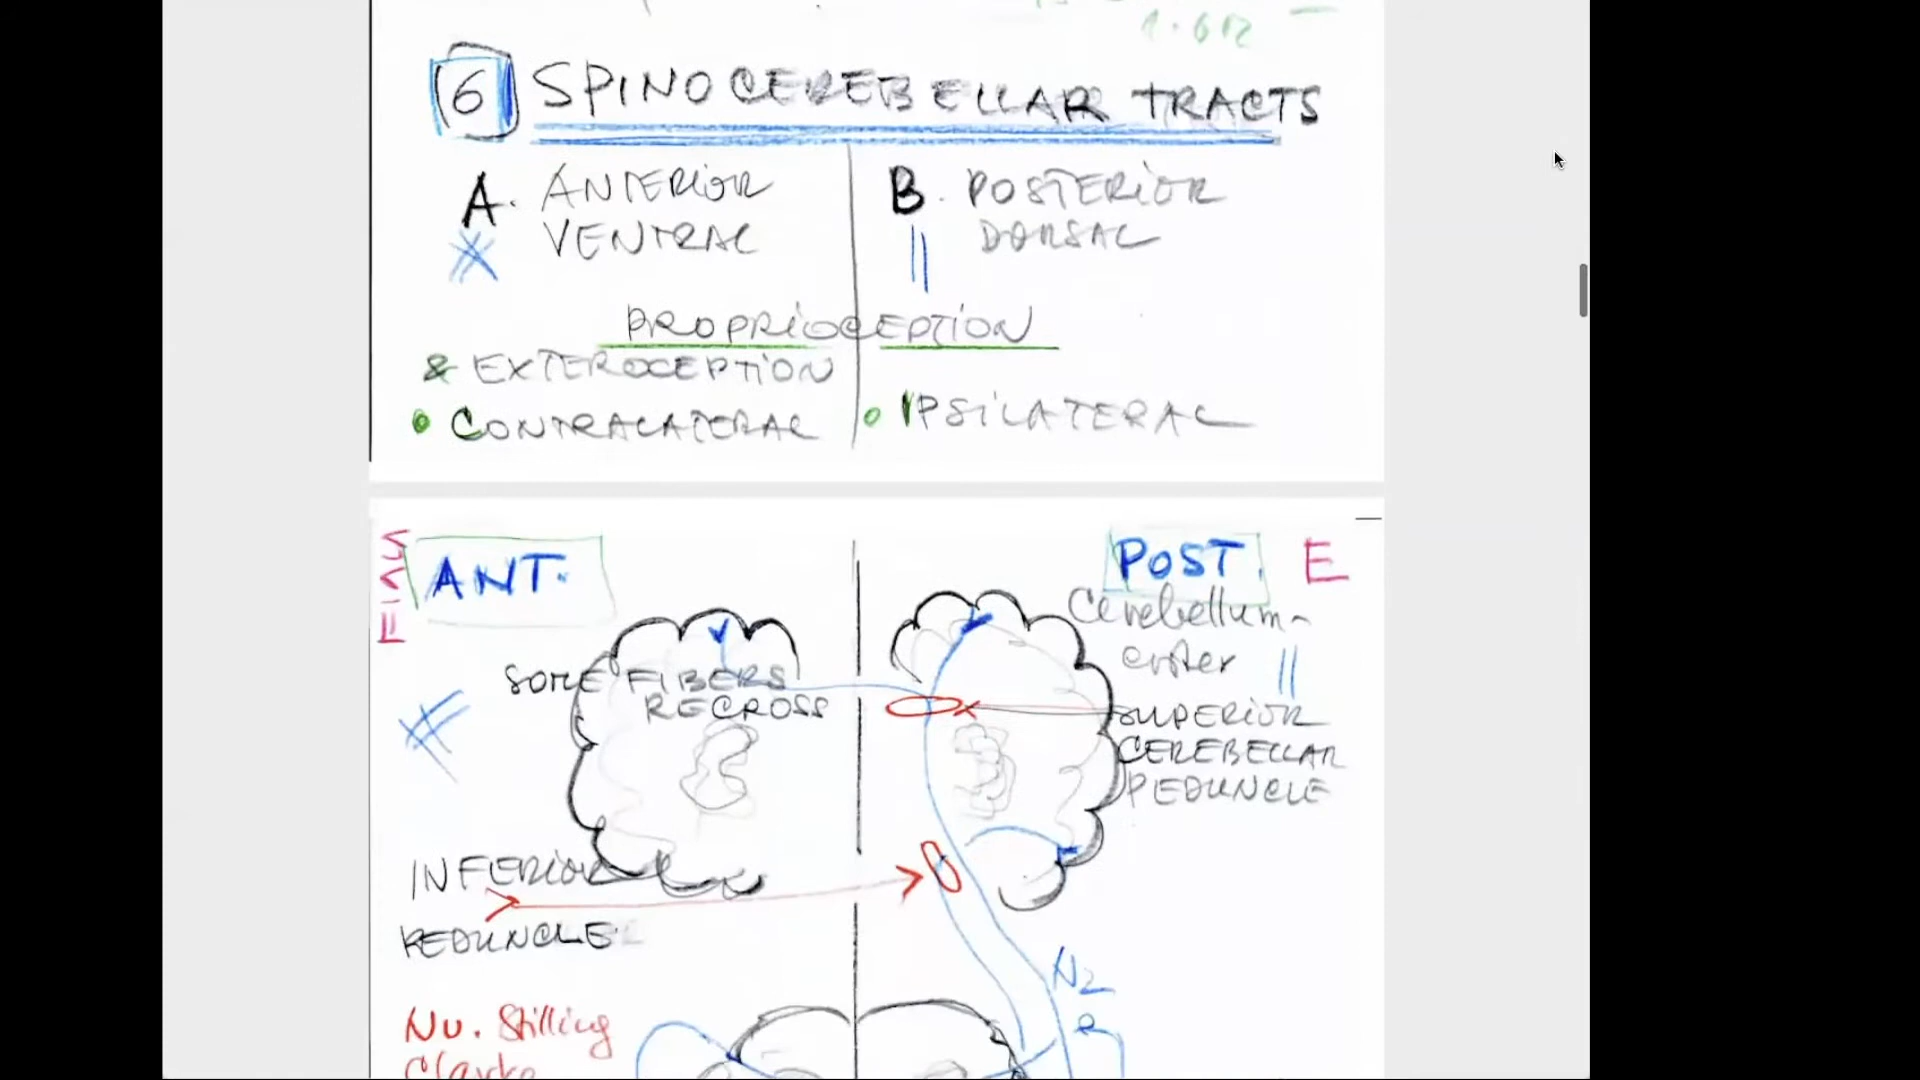 6 SPINOCEREBELLAR TRACTS
A. ANTERIOR
VENTRAL
B. POSTERIOR
DORSAL
PROPRIOCEPTION
& EXTEROCEPTION
• CONTRALATERAL
• IPSILATERAL
ANT.
POST. E
Cerebellum
SOME FIBERS
RECROSS
SUPERIOR
CEREBELLAR
PEDUNCLE
INFERIOR
PEDUNCLE
N2
Nu. Stilling
Clarke